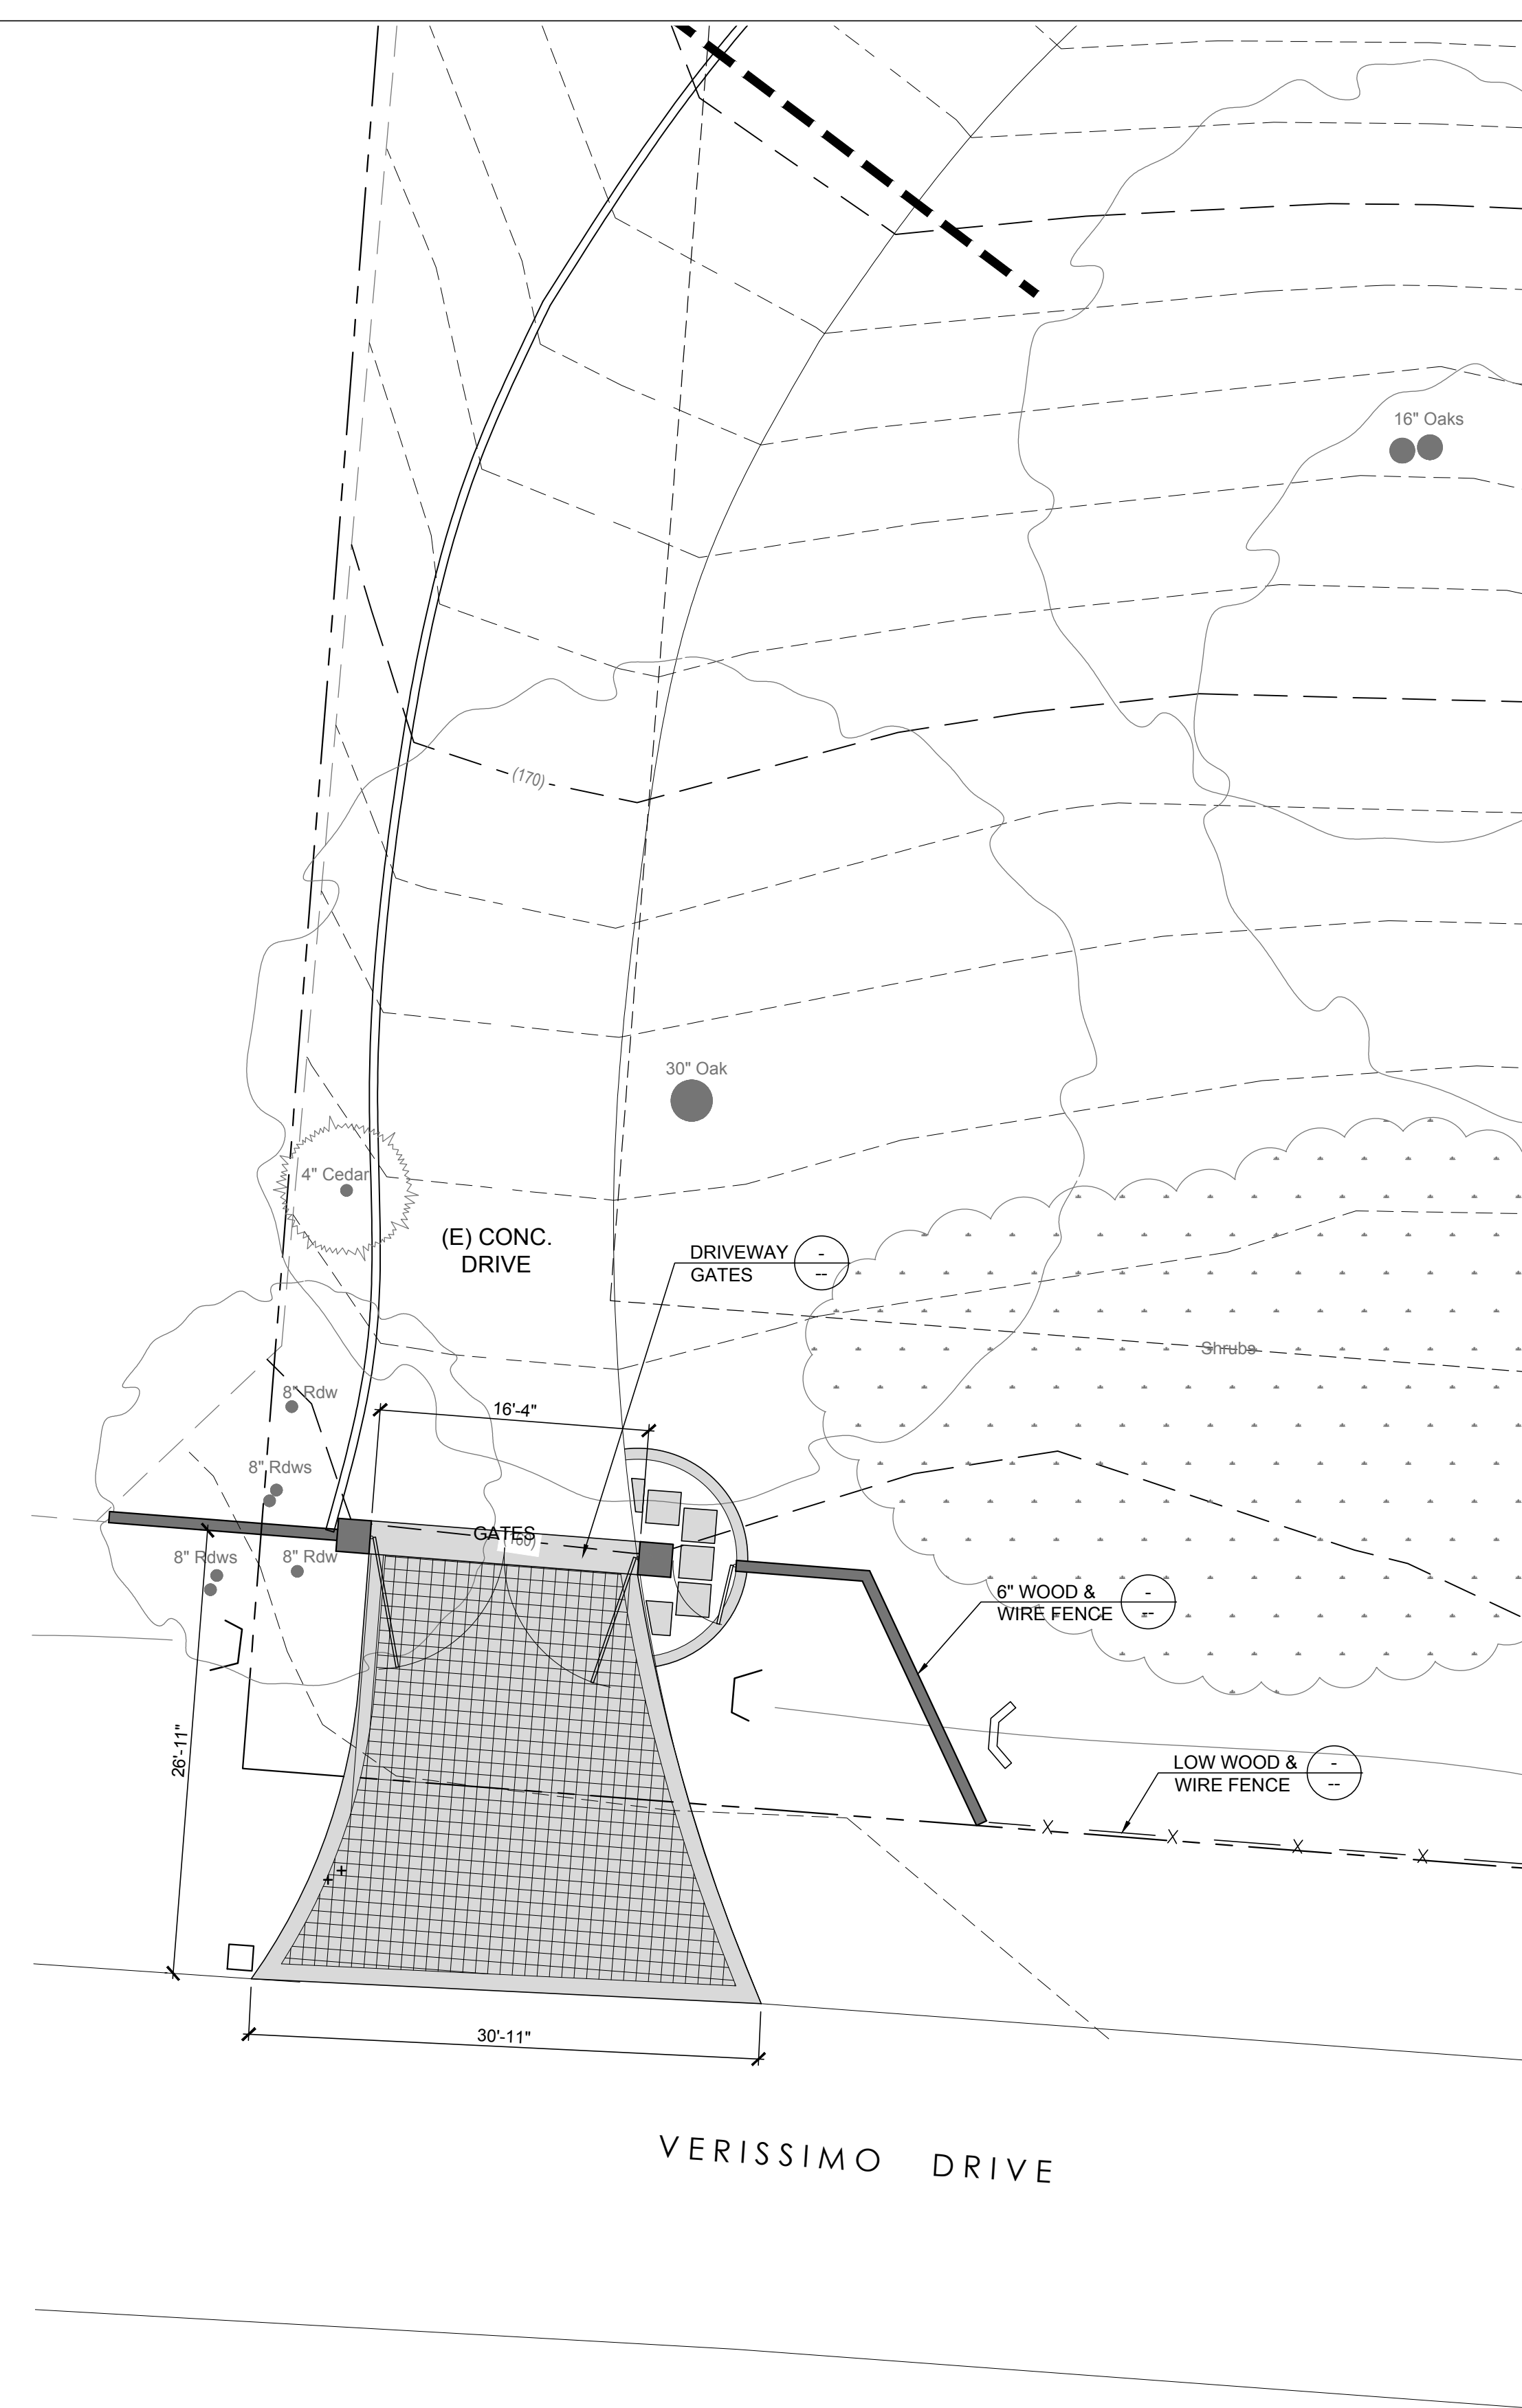 16" Oaks
(170)
30" Oak
4" Cedar
(E) CONC.
DRIVE
DRIVEWAY
GATES
-
--
Shrubs
8" Rdw
16'-4"
8" Rdws
GATES
(160)
8" Rdws
8" Rdw
6" WOOD &
WIRE FENCE
-
--
26'-11"
LOW WOOD &
WIRE FENCE
-
--
X
X
X
X
30'-11"
VERISSIMO DRIVE